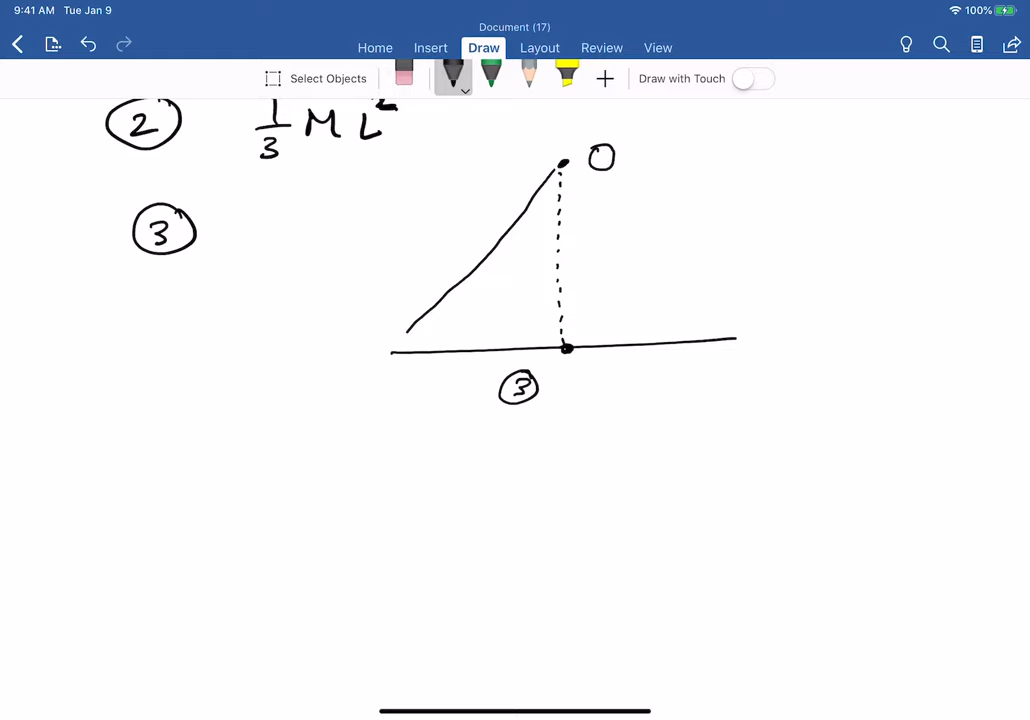 9:41 AM Tue Jan 9 100%
Document (17)
Home Insert Draw Layout Review View
Select Objects Draw with Touch
② 1/3 M L²
O
③
③